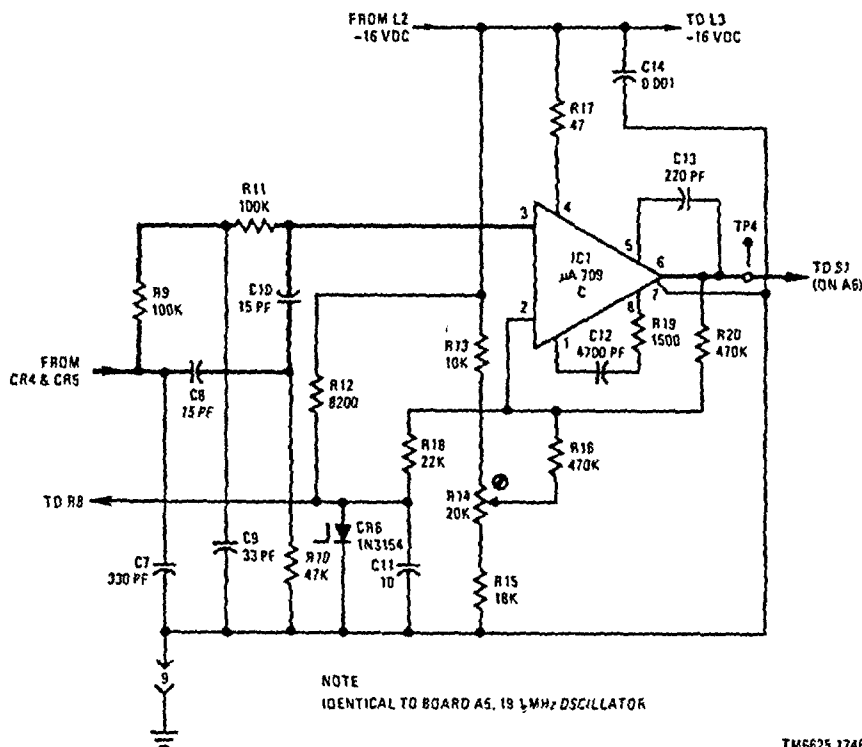 FROM L2
-16 VDC
TO L3
-16 VDC
C14
0.001
R17
47
C13
220 PF
R11
100K
3
4
5
TP4
IC1
μA 709
C
6
7
TO S1
(ON A6)
R9
100K
C10
15 PF
2
8
1
R19
1500
C12
4700 PF
R20
470K
FROM
CR4 & CR5
C8
15 PF
R12
8200
R13
10K
R18
22K
R16
470K
TO R8
R14
20K
C7
330 PF
C9
33 PF
R10
47K
CR6
1N3154
C11
10
R15
18K
9
NOTE
IDENTICAL TO BOARD A5, 19 MHz OSCILLATOR